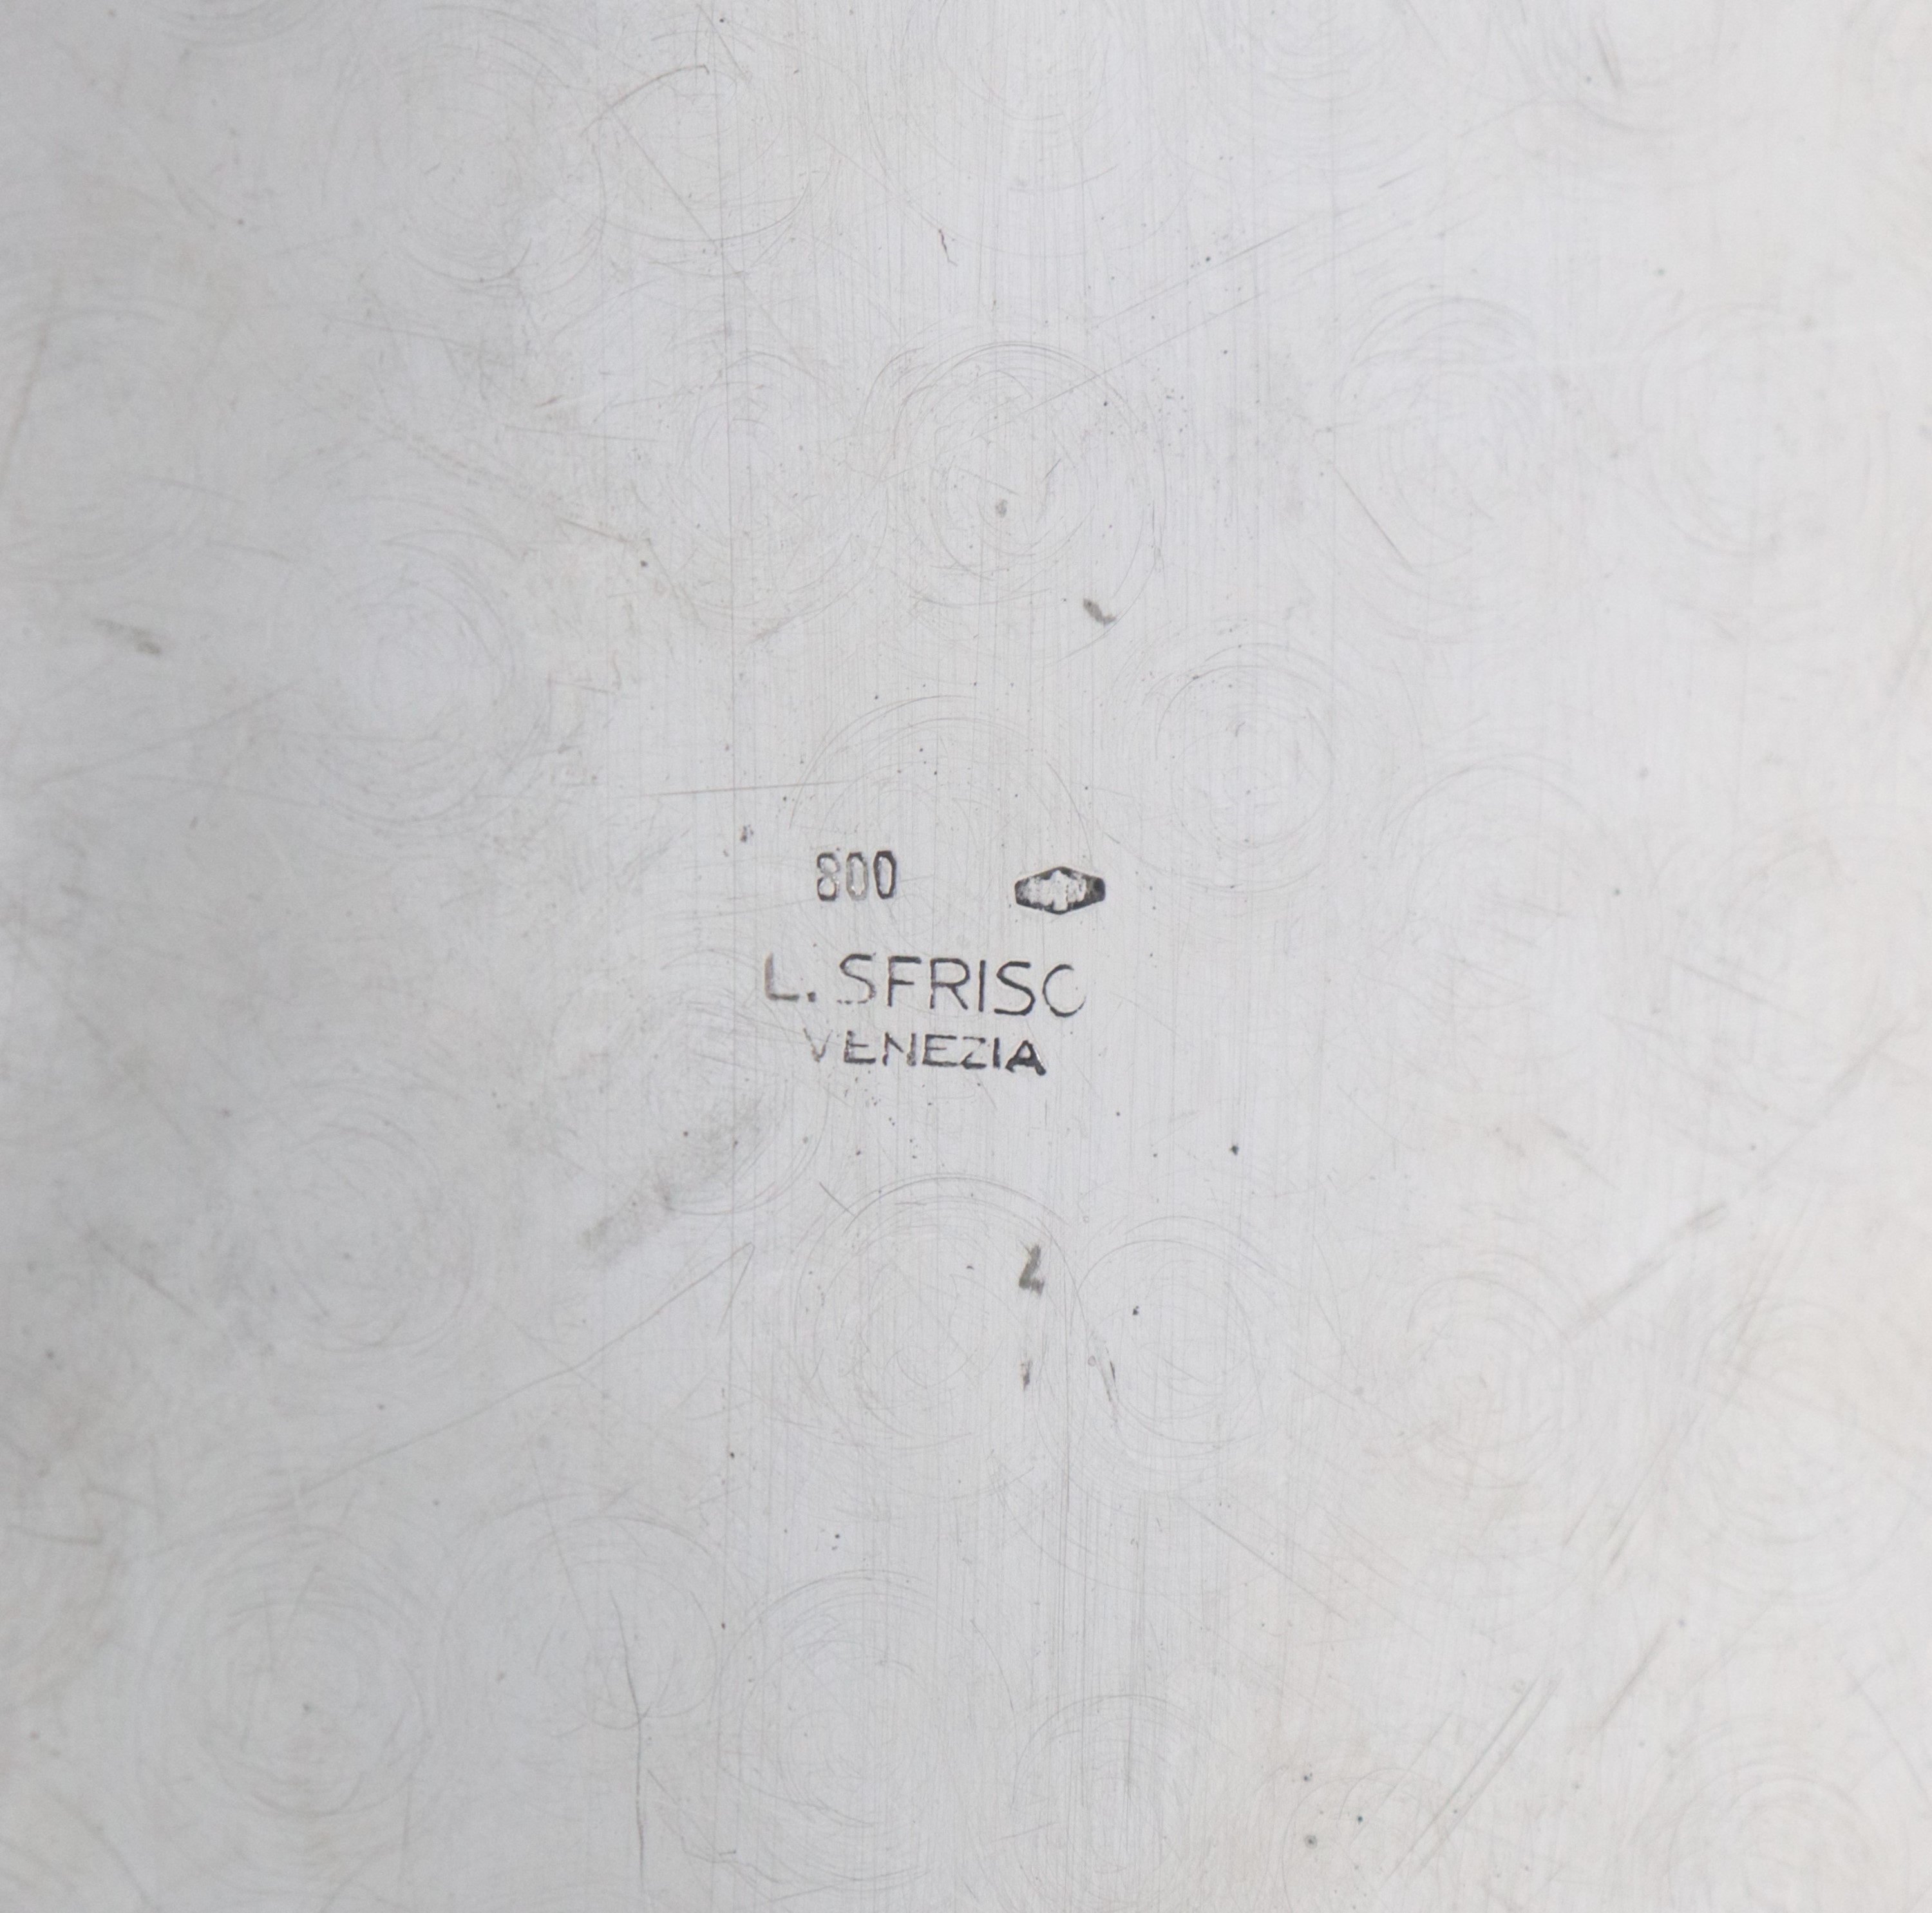 800
L. SFRISO
VENEZIA